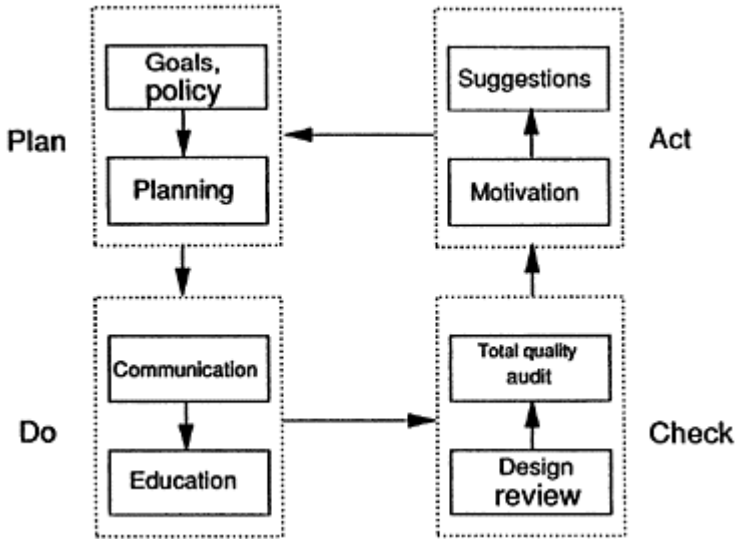 Plan
Goals,
policy
Planning
Do
Communication
Education
Act
Suggestions
Motivation
Check
Total quality
audit
Design
review